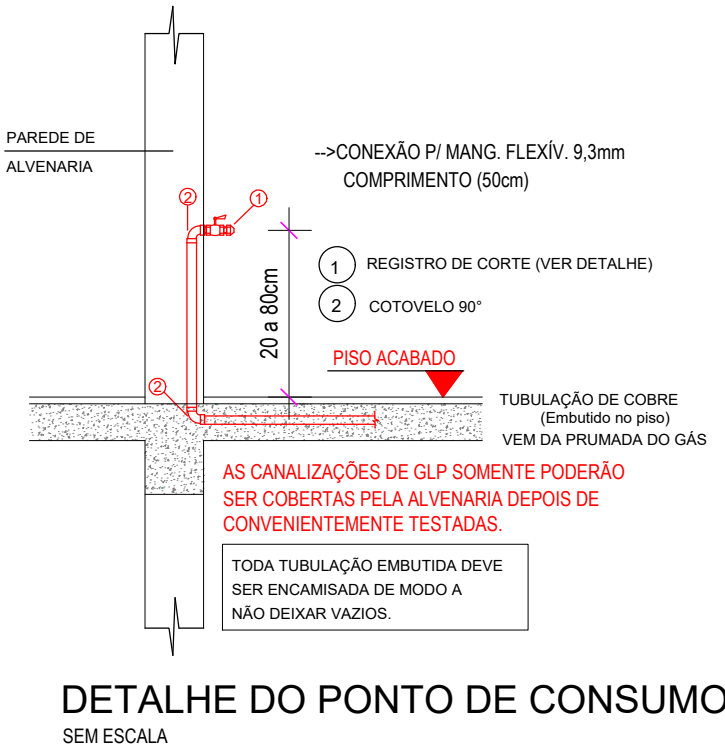 PAREDE DE
ALVENARIA
-->CONEXÃO P/ MANG. FLEXÍV. 9,3mm
COMPRIMENTO (50cm)
2
1
1 REGISTRO DE CORTE (VER DETALHE)
2 COTOVELO 90°
20 a 80cm
PISO ACABADO
2
TUBULAÇÃO DE COBRE
(Embutido no piso)
VEM DA PRUMADA DO GÁS
AS CANALIZAÇÕES DE GLP SOMENTE PODERÃO
SER COBERTAS PELA ALVENARIA DEPOIS DE
CONVENIENTEMENTE TESTADAS.
TODA TUBULAÇÃO EMBUTIDA DEVE
SER ENCAMISADA DE MODO A
NÃO DEIXAR VAZIOS.
DETALHE DO PONTO DE CONSUMO
SEM ESCALA